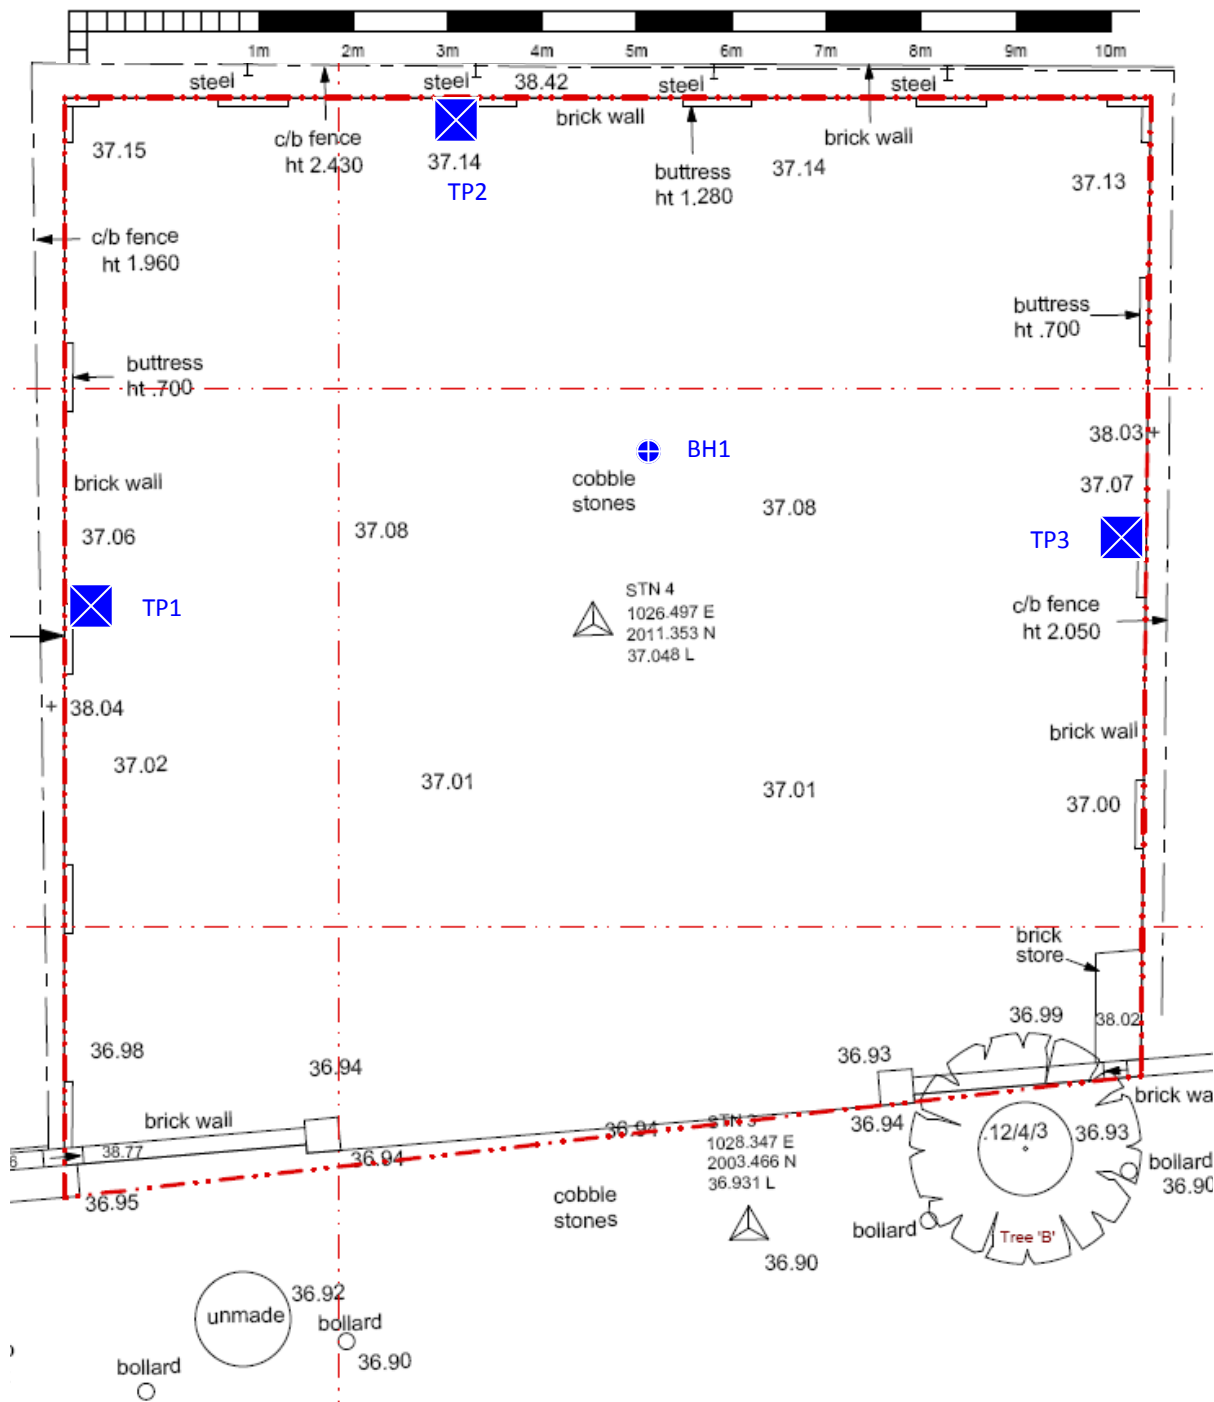 1m 2m 3m 4m 5m 6m 7m 8m 9m 10m
steel steel 38.42 steel steel
brick wall
brick wall
c/b fence
ht 2.430
37.15
37.14
TP2
buttress
ht 1.280
37.14
37.13
c/b fence
ht 1.960
buttress
ht .700
buttress
ht .700
38.03
BH1
cobble
stones
brick wall
37.07
37.06
37.08
37.08
TP3
TP1
STN 4
1026.497 E
2011.353 N
37.048 L
c/b fence
ht 2.050
38.04
brick wall
37.02
37.01
37.01
37.00
brick
store
36.99
38.02
36.98
36.94
36.93
brick wall
brick wa
38.77
6
36.94
36.94
STN 3
1028.347 E
2003.466 N
36.931 L
36.94
.12/4/3
36.93
bollard
36.90
36.95
cobble
stones
bollard
Tree 'B'
36.90
36.92
unmade
bollard
36.90
bollard